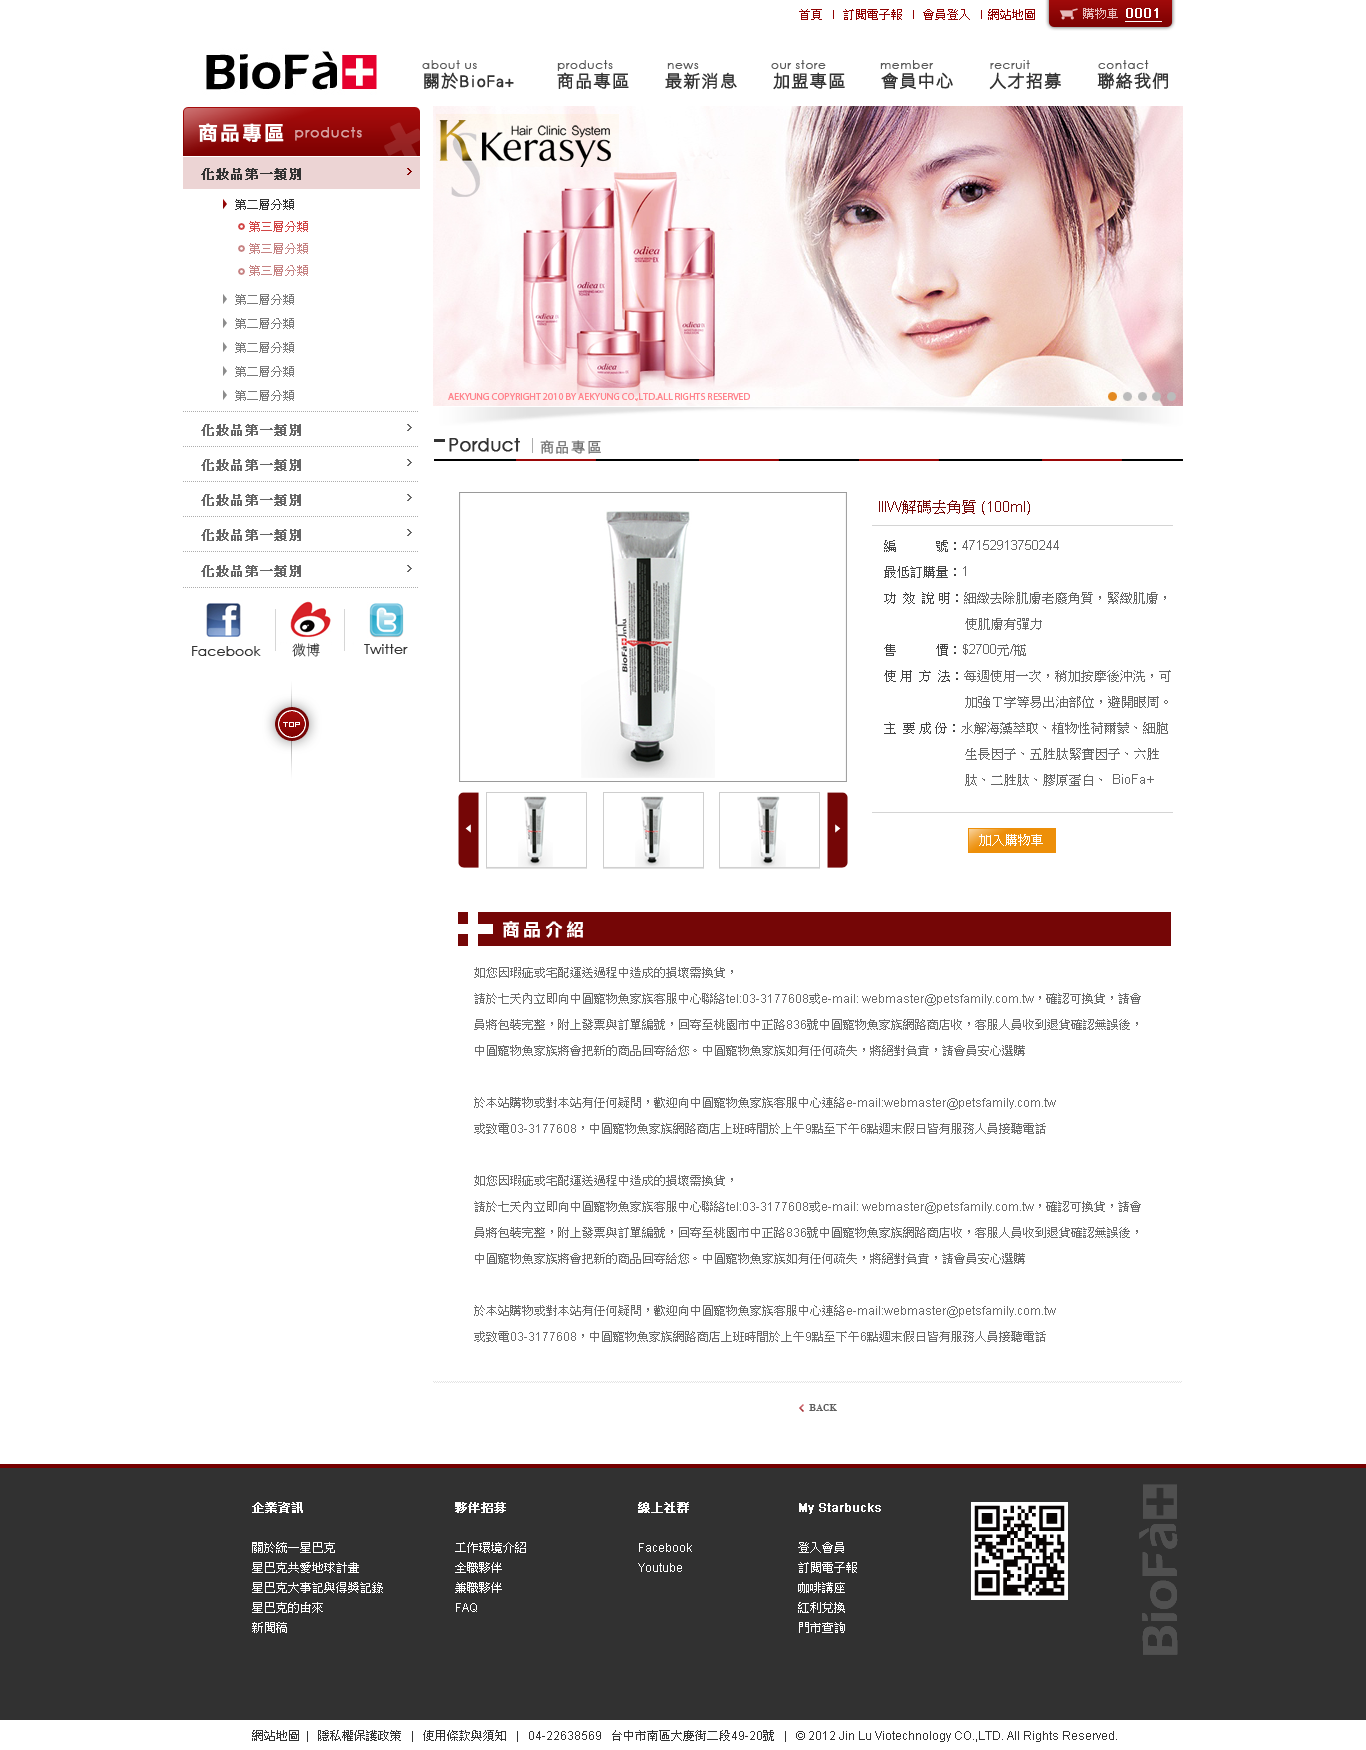 首頁 | 訂閱電子報 | 會員登入 | 網站地圖 購物車 0001
BioFà+
about us
關於BioFa+
products
商品專區
news
最新消息
our store
加盟專區
member
會員中心
recruit
人才招募
contact
聯絡我們
商品專區 products
化妝品第一類別
第二層分類
第三層分類
第三層分類
第三層分類
第二層分類
第二層分類
第二層分類
第二層分類
第二層分類
化妝品第一類別
化妝品第一類別
化妝品第一類別
化妝品第一類別
化妝品第一類別
Facebook
微博
Twitter
TOP
KS
Hair Clinic System
Kerasys
odiea
odiea
odiea
odiea
odiea
AEKYUNG COPYRIGHT 2010 BY AEKYUNG CO.,LTD.ALL RIGHTS RESERVED
Porduct | 商品專區
BioFa Jinlu
IIIVV解碼去角質 (100ml)
編 號：47152913750244
最低訂購量：1
功 效 說 明：細緻去除肌膚老廢角質，緊緻肌膚，
使肌膚有彈力
售 價：$2700元/瓶
使 用 方 法：每週使用一次，稍加按摩後沖洗，可
加強T字等易出油部位，避開眼周。
主 要 成 份：水解海藻萃取、植物性荷爾蒙、細胞
生長因子、五胜肽緊實因子、六胜
肽、二胜肽、膠原蛋白、 BioFa+
加入購物車
商品介紹
如您因瑕疵或宅配運送過程中造成的損壞需換貨，
請於七天內立即向中圓寵物魚家族客服中心聯絡tel:03-3177608或e-mail: webmaster@petsfamily.com.tw，確認可換貨，請會
員將包裝完整，附上發票與訂單編號，回寄至桃園市中正路836號中圓寵物魚家族網路商店收，客服人員收到退貨確認無誤後，
中圓寵物魚家族將會把新的商品回寄給您。中圓寵物魚家族如有任何疏失，將絕對負責，請會員安心選購
於本站購物或對本站有任何疑問，歡迎向中圓寵物魚家族客服中心連絡e-mail:webmaster@petsfamily.com.tw
或致電03-3177608，中圓寵物魚家族網路商店上班時間於上午9點至下午6點週末假日皆有服務人員接聽電話
如您因瑕疵或宅配運送過程中造成的損壞需換貨，
請於七天內立即向中圓寵物魚家族客服中心聯絡tel:03-3177608或e-mail: webmaster@petsfamily.com.tw，確認可換貨，請會
員將包裝完整，附上發票與訂單編號，回寄至桃園市中正路836號中圓寵物魚家族網路商店收，客服人員收到退貨確認無誤後，
中圓寵物魚家族將會把新的商品回寄給您。中圓寵物魚家族如有任何疏失，將絕對負責，請會員安心選購
於本站購物或對本站有任何疑問，歡迎向中圓寵物魚家族客服中心連絡e-mail:webmaster@petsfamily.com.tw
或致電03-3177608，中圓寵物魚家族網路商店上班時間於上午9點至下午6點週末假日皆有服務人員接聽電話
BACK
企業資訊
關於統一星巴克
星巴克共愛地球計畫
星巴克大事記與得獎記錄
星巴克的由來
新聞稿
夥伴招募
工作環境介紹
全職夥伴
兼職夥伴
FAQ
線上社群
Facebook
Youtube
My Starbucks
登入會員
訂閱電子報
咖啡講座
紅利兌換
門市查詢
BioFà+
網站地圖 | 隱私權保護政策 | 使用條款與須知 | 04-22638569 台中市南區大慶街二段49-20號 | © 2012 Jin Lu Viotechnology CO.,LTD. All Rights Reserved.